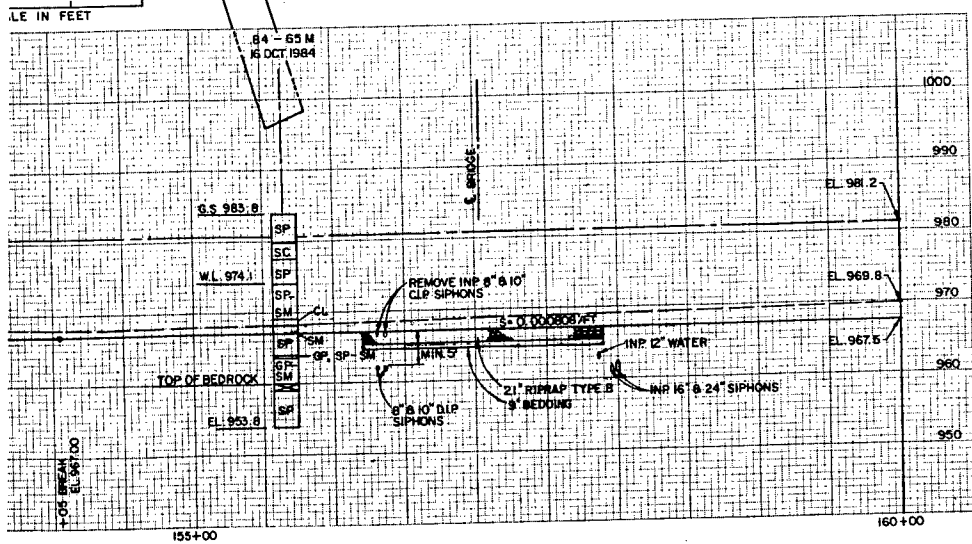 LE IN FEET
84-65 M
16 OCT 1984
1000
990
℄ BRIDGE
EL. 981.2
G.S. 983.8
980
SP
SC
W.L. 974.1
SP
EL. 969.8
REMOVE INP. 8" & 10"
C.I.P. SIPHONS
970
SP-
SM
CL
S=0.000806'/FT
SM
SP
GP, SP-SM
MIN. 5'
INP. 12" WATER
EL. 967.5
GP
SM
TOP OF BEDROCK
21" RIPRAP TYPE B
9" BEDDING
INP. 16" & 24" SIPHONS
960
8" & 10" D.I.P.
SIPHONS
SP
EL. 953.8
950
+05 BREAK
EL. 967.00
155+00
160+00